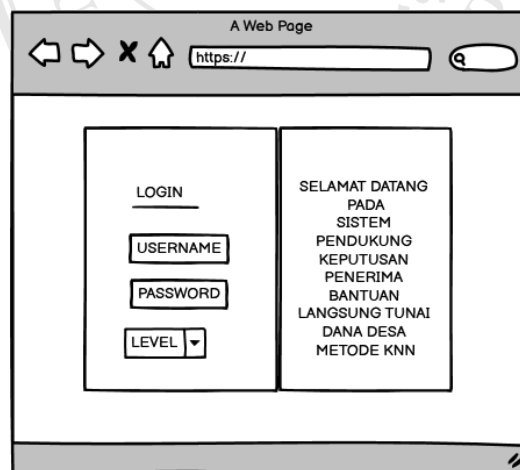 A Web Page
https://
LOGIN
USERNAME
PASSWORD
LEVEL
SELAMAT DATANG
PADA
SISTEM
PENDUKUNG
KEPUTUSAN
PENERIMA
BANTUAN
LANGSUNG TUNAI
DANA DESA
METODE KNN